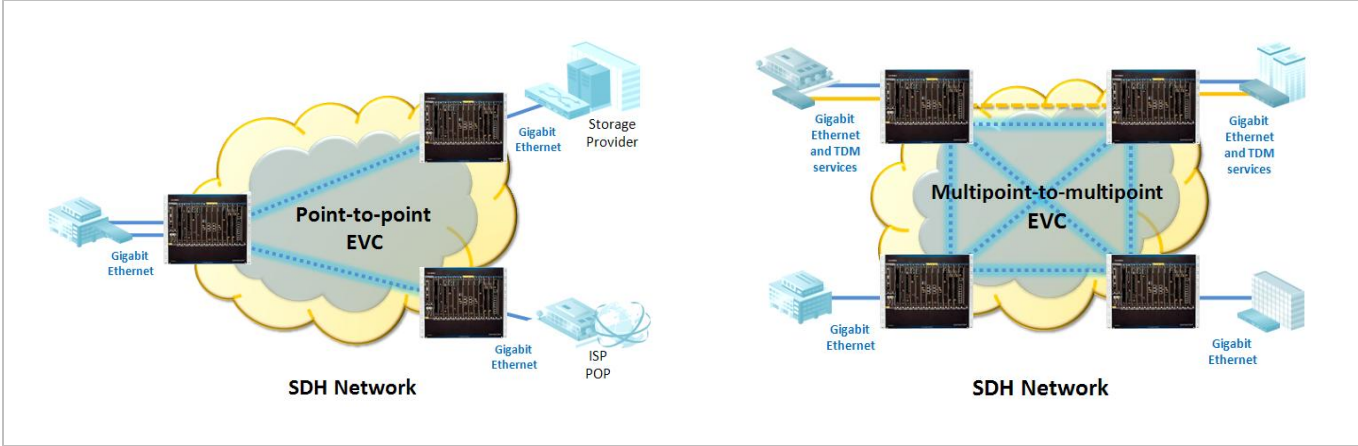 Gigabit
Ethernet
Point-to-point
EVC
Gigabit
Ethernet
Storage
Provider
Gigabit
Ethernet
ISP
POP
SDH Network
Gigabit
Ethernet
and TDM
services
Gigabit
Ethernet
and TDM
services
Multipoint-to-multipoint
EVC
Gigabit
Ethernet
Gigabit
Ethernet
SDH Network